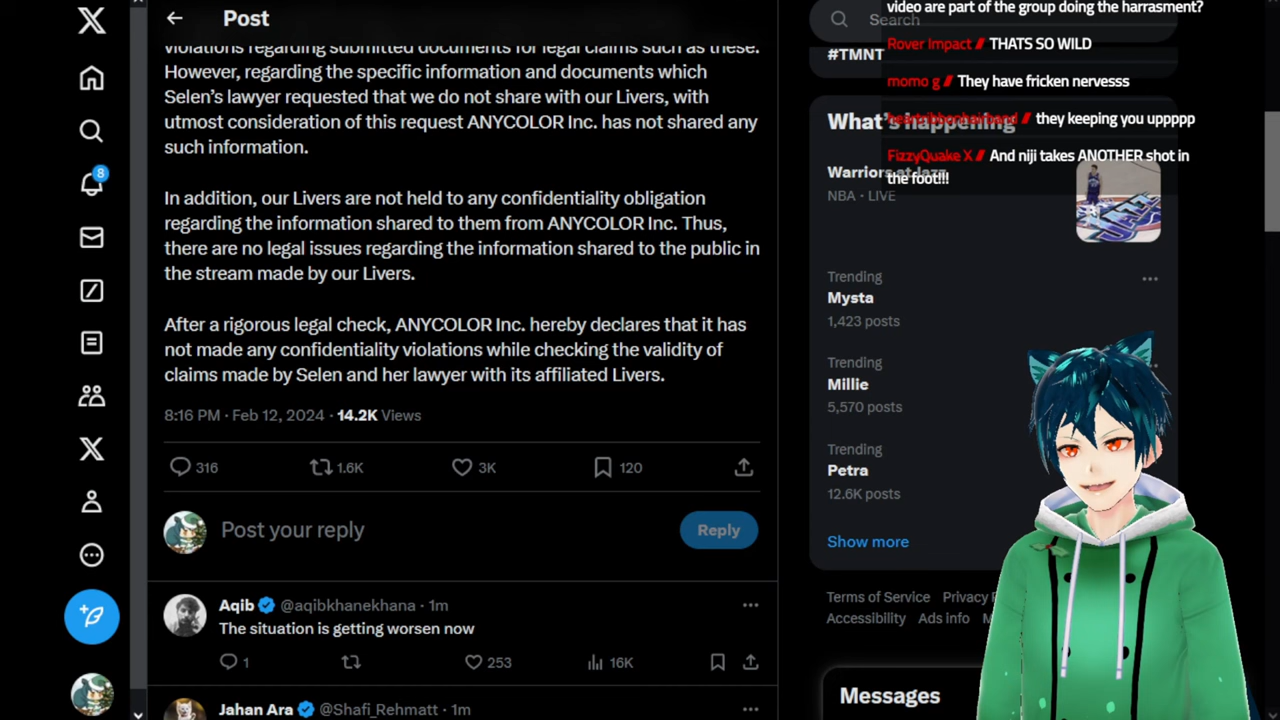 Post
violations regarding submitted documents for legal claims such as these.
However, regarding the specific information and documents which
Selen's lawyer requested that we do not share with our Livers, with
utmost consideration of this request ANYCOLOR Inc. has not shared any
such information.
In addition, our Livers are not held to any confidentiality obligation
regarding the information shared to them from ANYCOLOR Inc. Thus,
there are no legal issues regarding the information shared to the public in
the stream made by our Livers.
After a rigorous legal check, ANYCOLOR Inc. hereby declares that it has
not made any confidentiality violations while checking the validity of
claims made by Selen and her lawyer with its affiliated Livers.
8:16 PM · Feb 12, 2024 · 14.2K Views
316 1.6K 3K 120
Post your reply
Reply
Aqib @aqibkhanekhana · 1m
The situation is getting worsen now
1 253 16K
Jahan Ara @Shafi_Rehmatt · 1m
8
Search
#TMNT
What's happening
Warriors at Jazz
NBA · LIVE
Trending
Mysta
1,423 posts
Trending
Millie
5,570 posts
Trending
Petra
12.6K posts
Show more
Terms of Service Privacy
Accessibility Ads info
Messages
video are part of the group doing the harrasment?
Rover Impact // THATS SO WILD
momo g // They have fricken nervesss
// they keeping you uppppp
FizzyQuake X // And niji takes ANOTHER shot in
the foot!!!